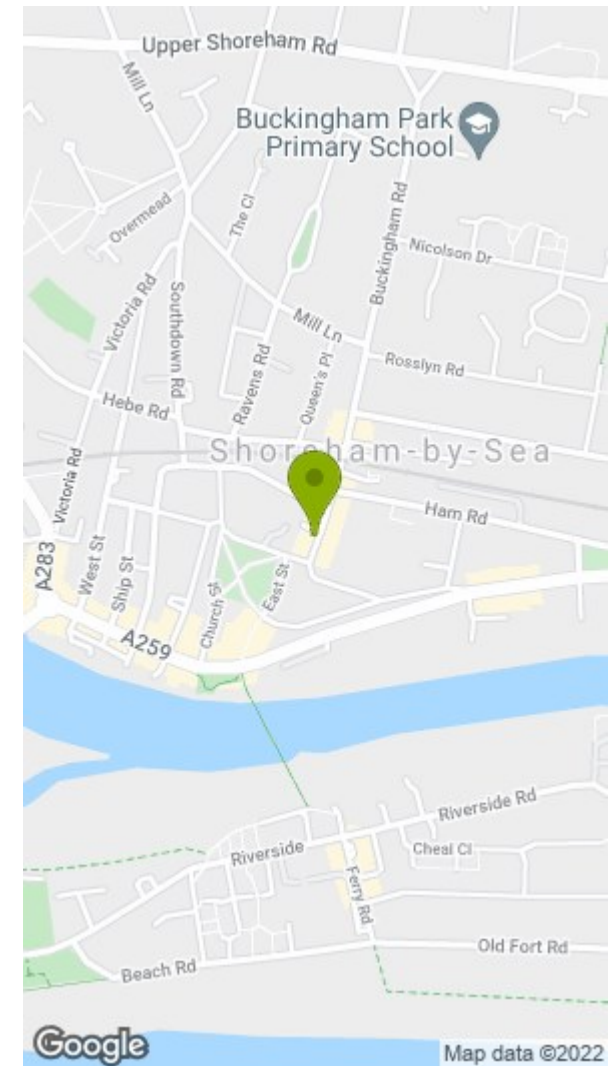 Upper Shoreham Rd
Mill Ln
Buckingham Park
Primary School
Overmead
The Cl
Buckingham Rd
Nicolson Dr
Victoria Rd
Southdown Rd
Mill Ln
Ravens Rd
Queen's Pl
Rosslyn Rd
Hebe Rd
Shoreham-by-Sea
Victoria Rd
Ham Rd
A283
West St
Ship St
Church St
East St
A259
Riverside Rd
Riverside
Cheal Cl
Ferry Rd
Old Fort Rd
Beach Rd
Google
Map data ©2022